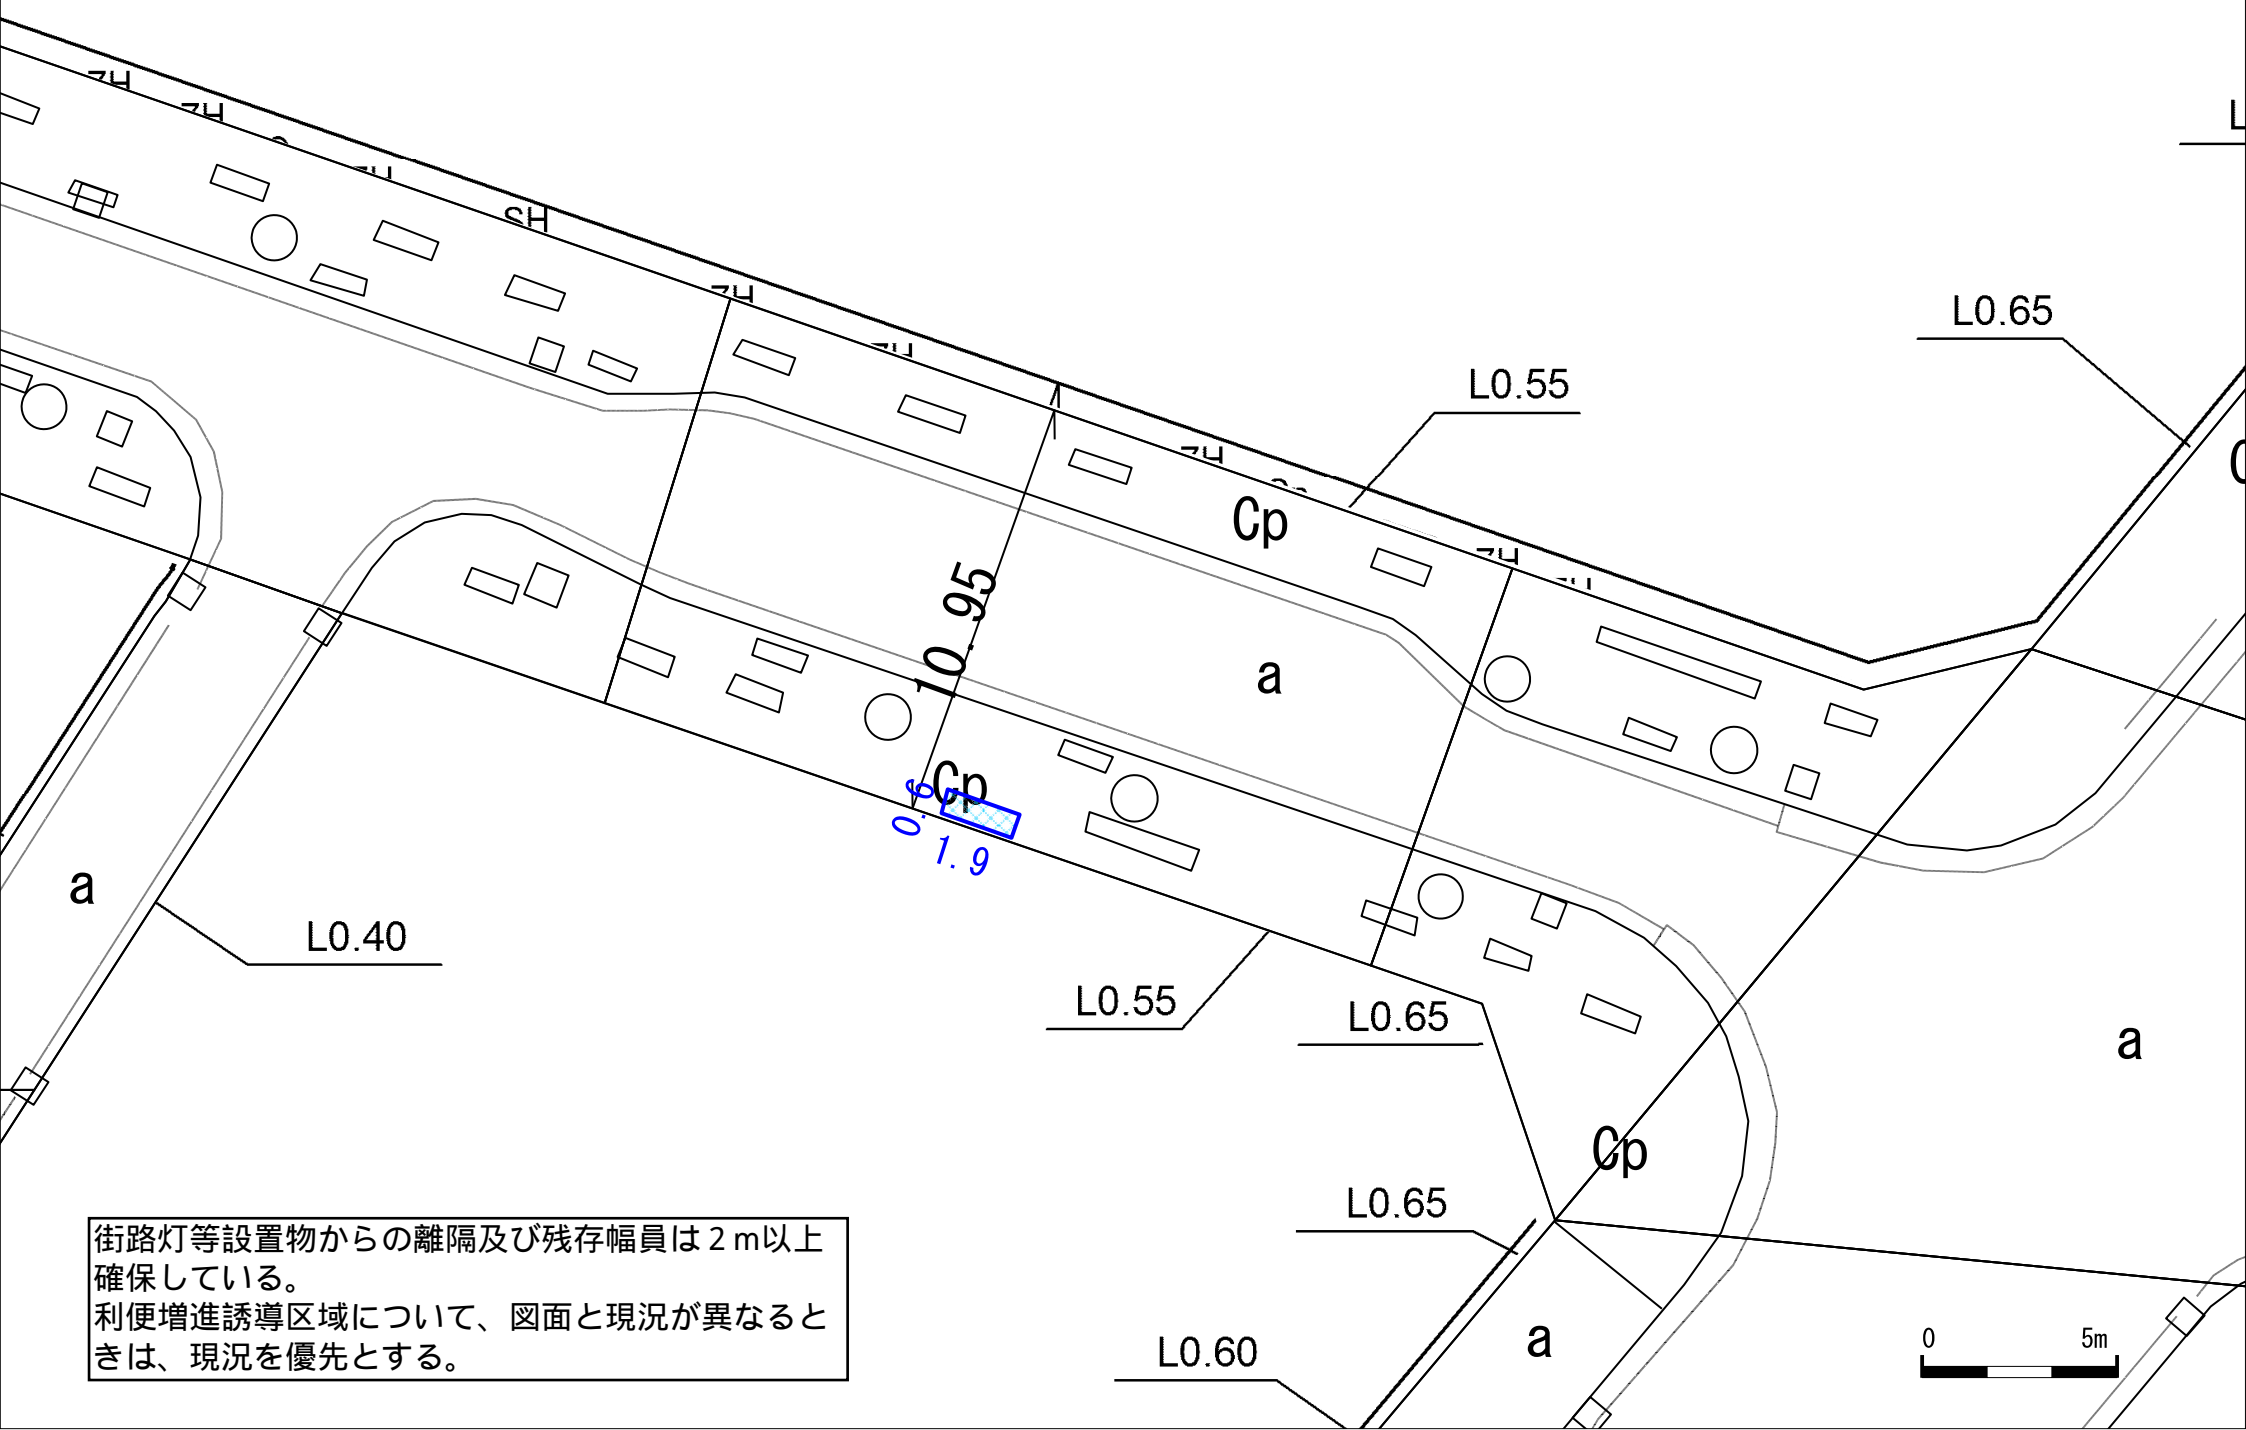 L0.65
L0.55
Cp
10.95
a
Cp
0.6
1.9
a
L0.40
L0.55
L0.65
a
Cp
L0.65
街路灯等設置物からの離隔及び残存幅員は２m以上
確保している。
利便増進誘導区域について、図面と現況が異なると
きは、現況を優先とする。
a
L0.60
0 5m